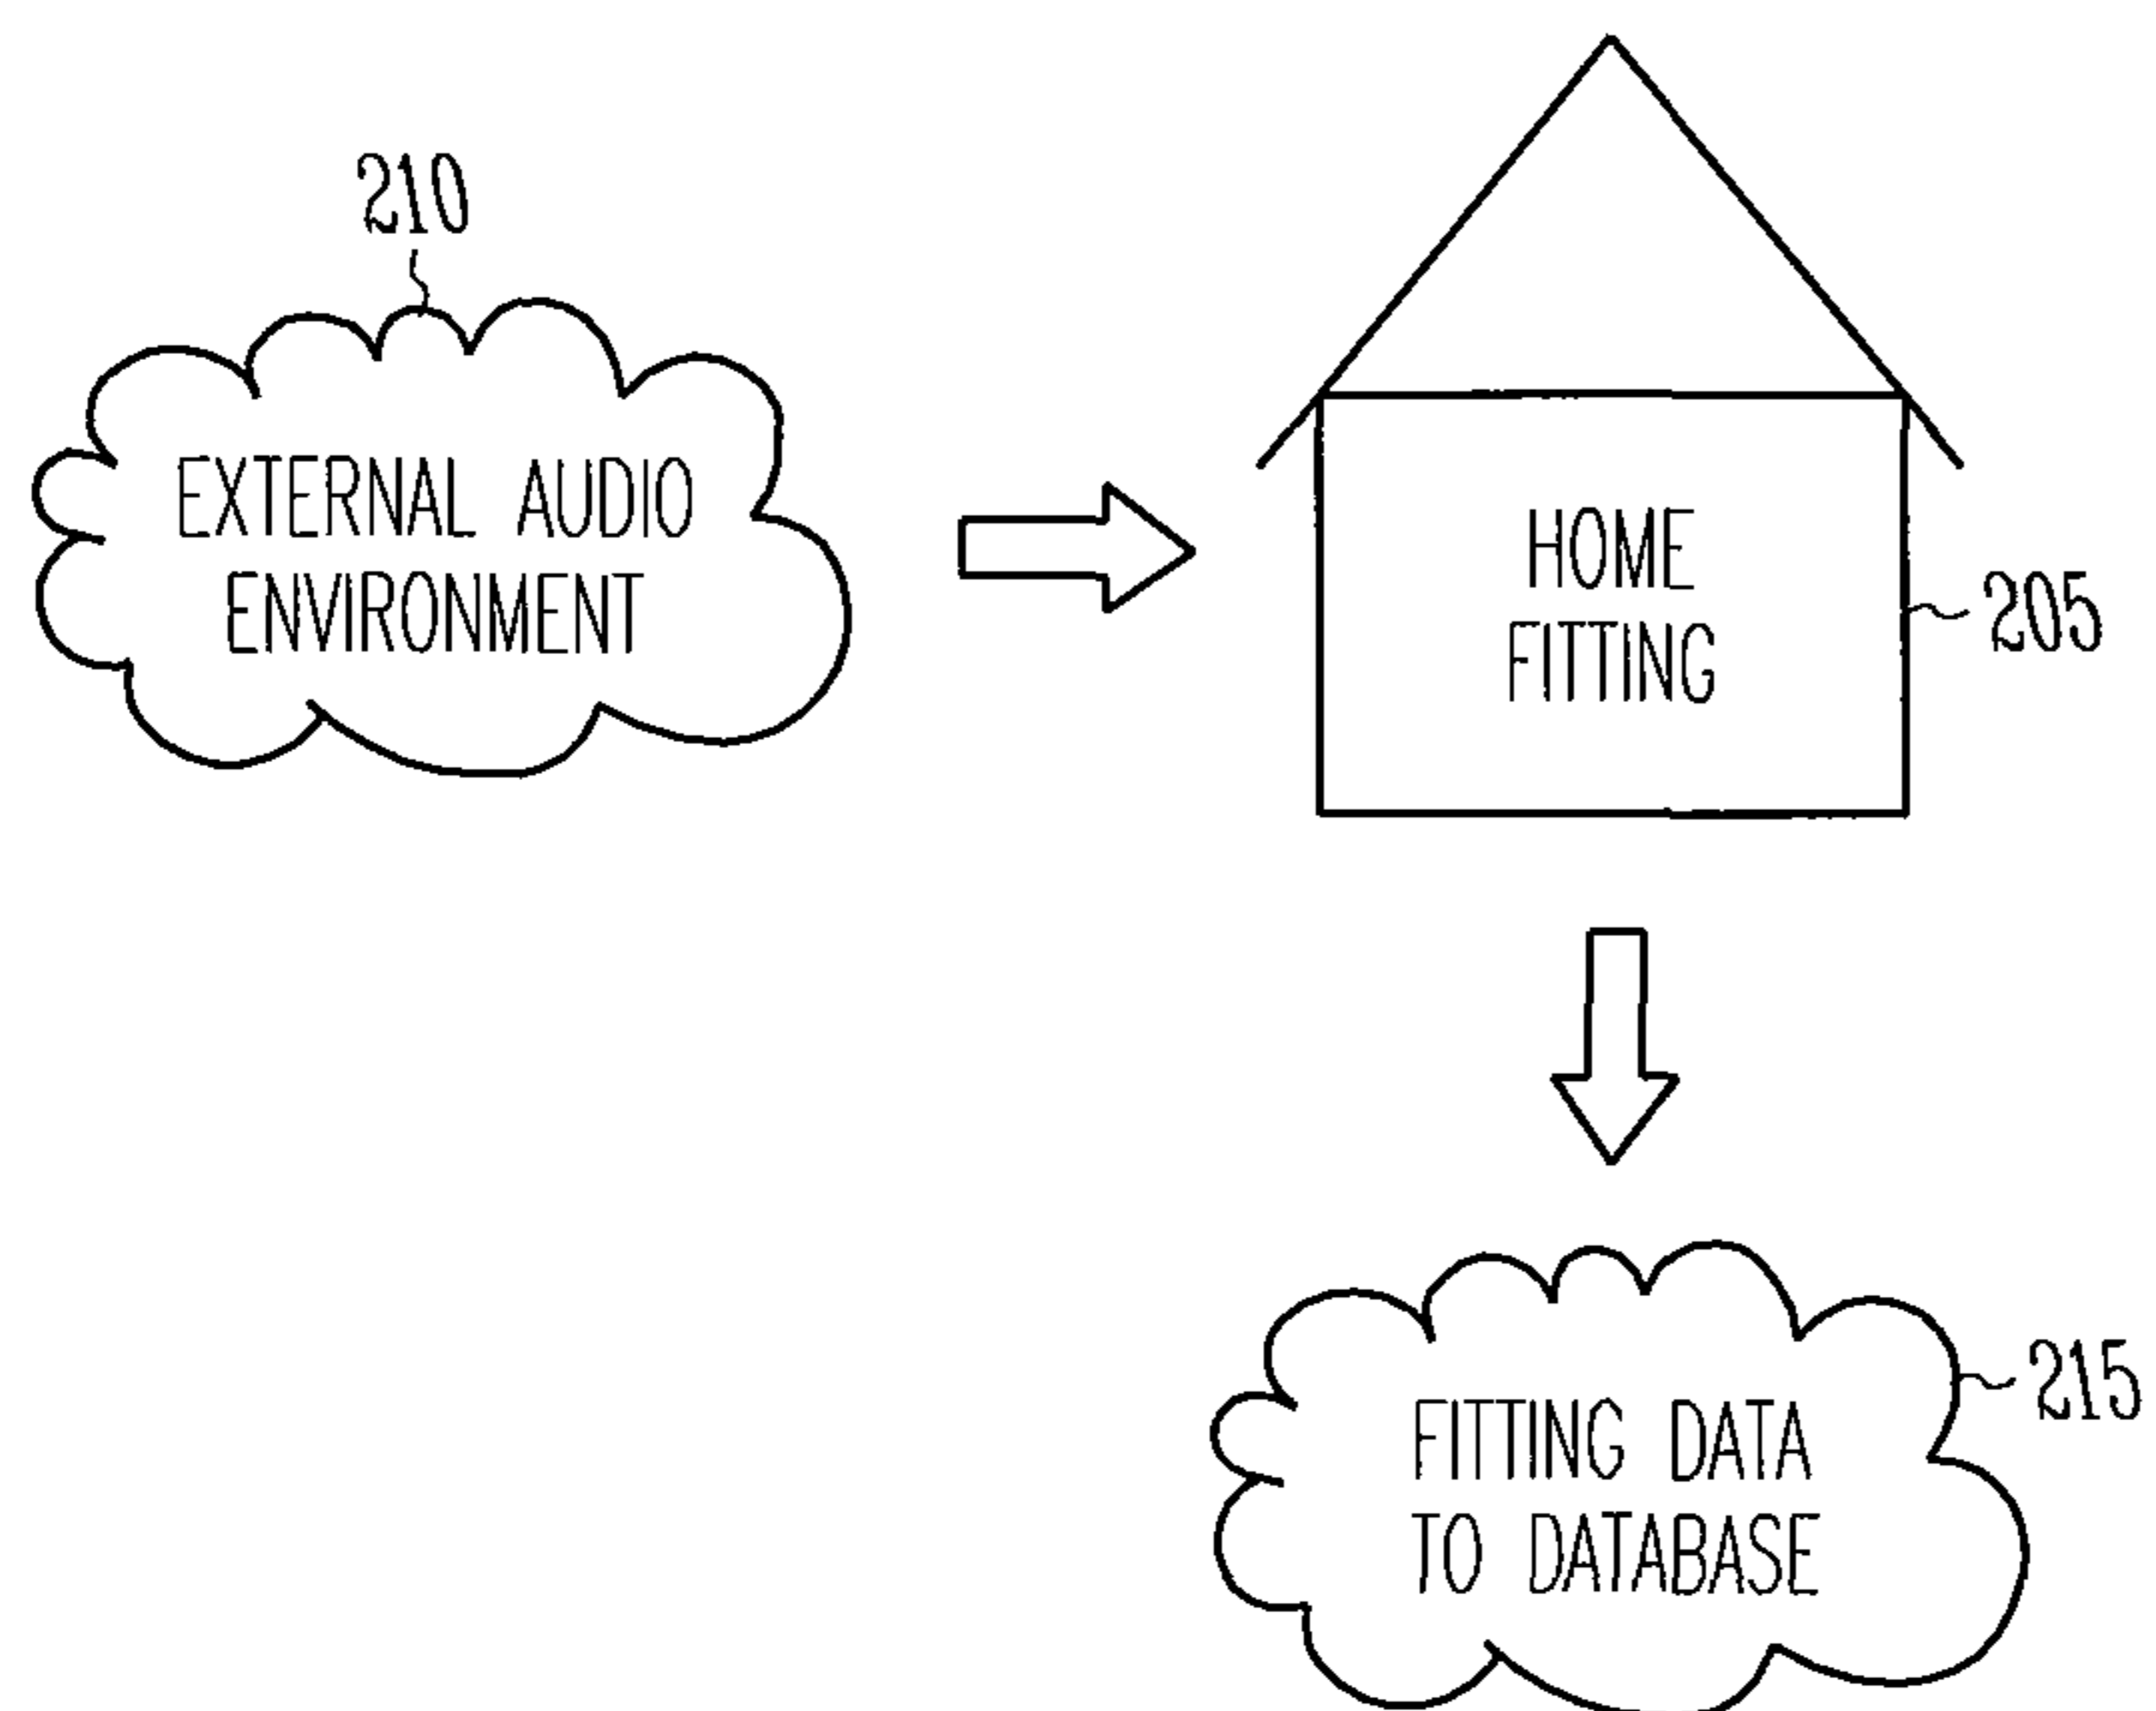 210
EXTERNAL AUDIO
ENVIRONMENT
HOME
FITTING
205
215
FITTING DATA
TO DATABASE